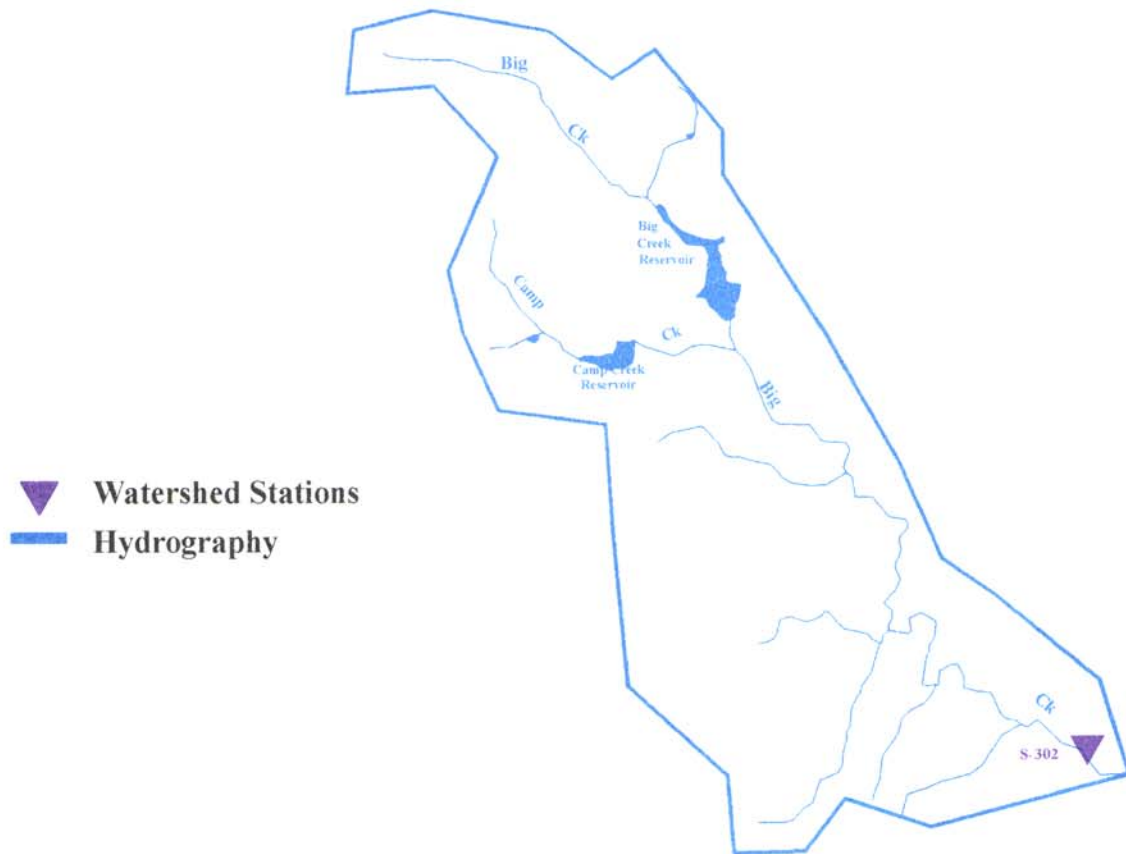 Big
Ck
Big
Creek
Reservoir
Camp
Ck
Camp Creek
Reservoir
Big
Watershed Stations
Hydrography
Ck
S-302